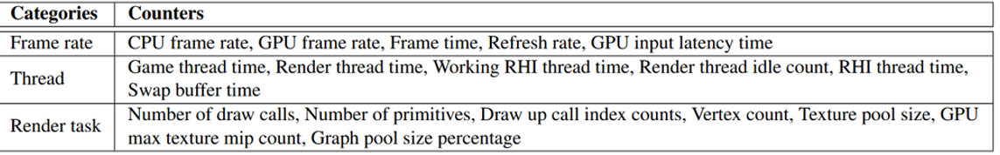 Categories Counters
Frame rate CPU frame rate, GPU frame rate, Frame time, Refresh rate, GPU input latency time
Thread Game thread time, Render thread time, Working RHI thread time, Render thread idle count, RHI thread time,
Swap buffer time
Render task Number of draw calls, Number of primitives, Draw up call index counts, Vertex count, Texture pool size, GPU
max texture mip count, Graph pool size percentage